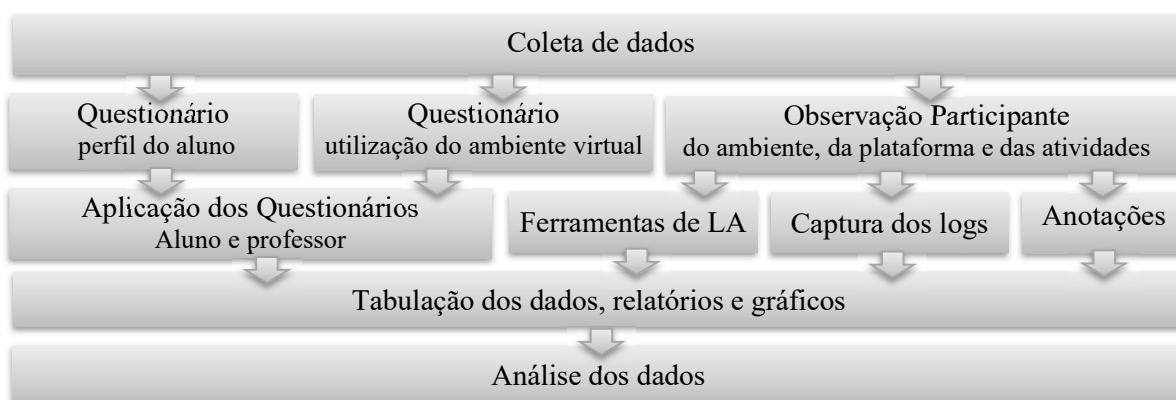 Coleta de dados
Questionário
perfil do aluno
Questionário
utilização do ambiente virtual
Observação Participante
do ambiente, da plataforma e das atividades
Aplicação dos Questionários
Aluno e professor
Ferramentas de LA
Captura dos logs
Anotações
Tabulação dos dados, relatórios e gráficos
Análise dos dados